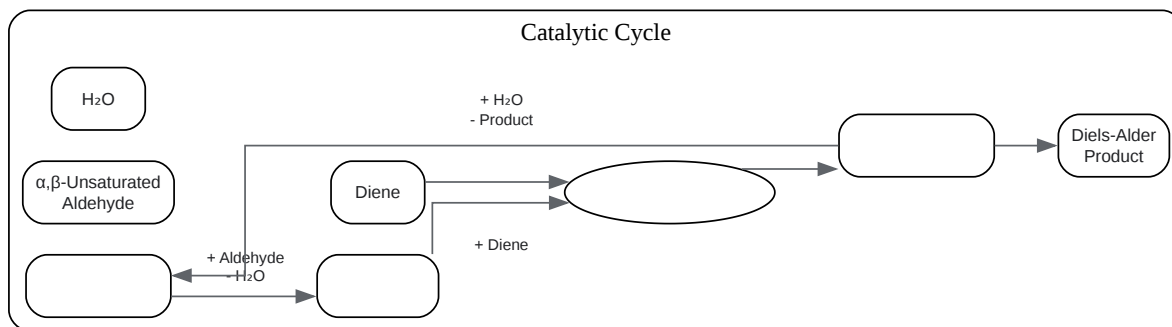 Catalytic Cycle
H₂O
+ H₂O
- Product
Diels-Alder
Product
α,β-Unsaturated
Aldehyde
Diene
+ Diene
+ Aldehyde
- H₂O